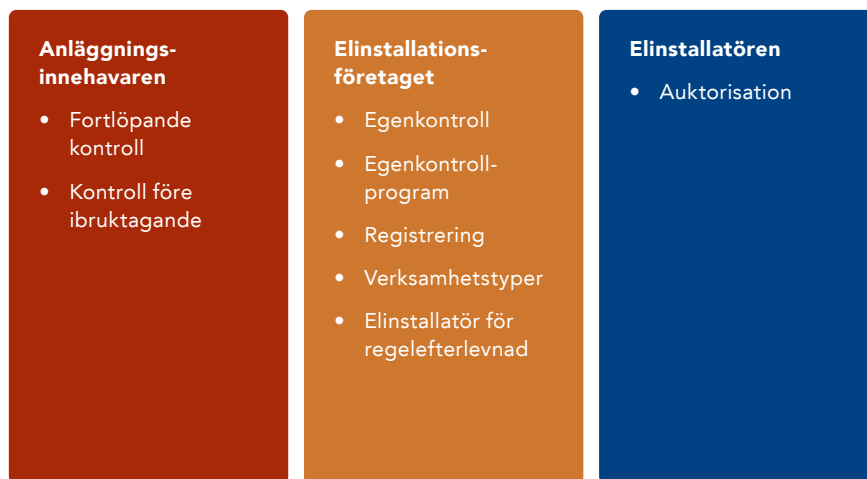 Anläggnings-
innehavaren
• Fortlöpande
kontroll
• Kontroll före
ibruktagande
Elinstallations-
företaget
• Egenkontroll
• Egenkontroll-
program
• Registrering
• Verksamhetstyper
• Elinstallatör för
regelefterlevnad
Elinstallatören
• Auktorisation